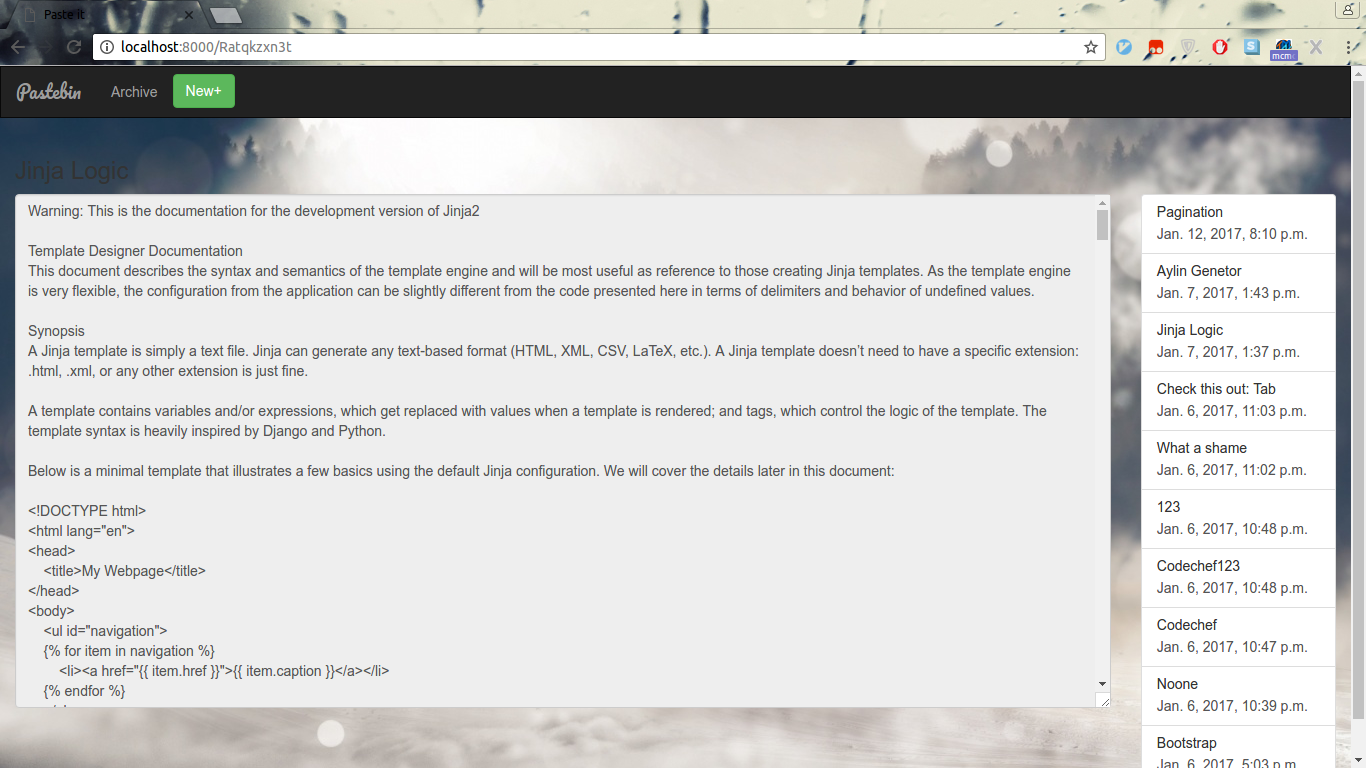 Paste it
localhost:8000/Ratqkzxn3t
mcm
Pastebin
Archive
New+
Jinja Logic
Warning: This is the documentation for the development version of Jinja2
Template Designer Documentation
This document describes the syntax and semantics of the template engine and will be most useful as reference to those creating Jinja templates. As the template engine
is very flexible, the configuration from the application can be slightly different from the code presented here in terms of delimiters and behavior of undefined values.
Synopsis
A Jinja template is simply a text file. Jinja can generate any text-based format (HTML, XML, CSV, LaTeX, etc.). A Jinja template doesn’t need to have a specific extension:
.html, .xml, or any other extension is just fine.
A template contains variables and/or expressions, which get replaced with values when a template is rendered; and tags, which control the logic of the template. The
template syntax is heavily inspired by Django and Python.
Below is a minimal template that illustrates a few basics using the default Jinja configuration. We will cover the details later in this document:
<!DOCTYPE html>
<html lang="en">
<head>
    <title>My Webpage</title>
</head>
<body>
    <ul id="navigation">
    {% for item in navigation %}
        <li><a href="{{ item.href }}">{{ item.caption }}</a></li>
    {% endfor %}
Pagination
Jan. 12, 2017, 8:10 p.m.
Aylin Genetor
Jan. 7, 2017, 1:43 p.m.
Jinja Logic
Jan. 7, 2017, 1:37 p.m.
Check this out: Tab
Jan. 6, 2017, 11:03 p.m.
What a shame
Jan. 6, 2017, 11:02 p.m.
123
Jan. 6, 2017, 10:48 p.m.
Codechef123
Jan. 6, 2017, 10:48 p.m.
Codechef
Jan. 6, 2017, 10:47 p.m.
Noone
Jan. 6, 2017, 10:39 p.m.
Bootstrap
Jan. 6, 2017, 5:03 p.m.